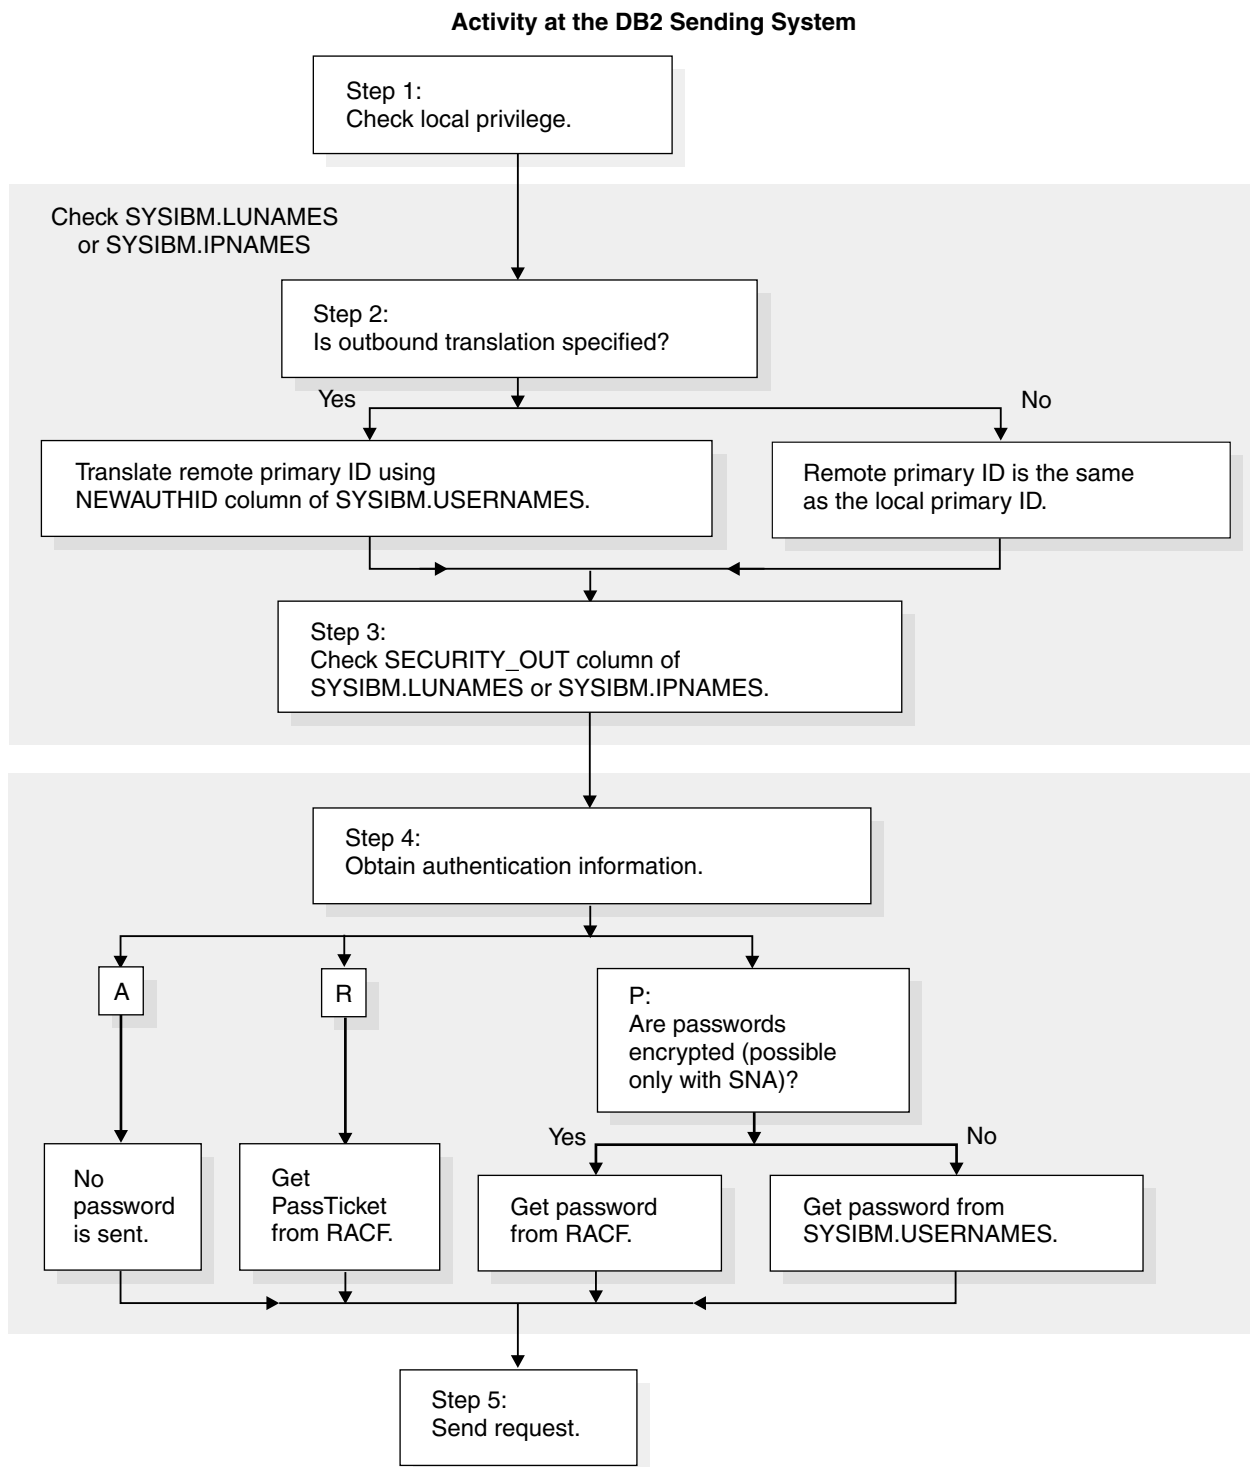 Activity at the DB2 Sending System
Step 1:
Check local privilege.
Check SYSIBM.LUNAMES
or SYSIBM.IPNAMES
Step 2:
Is outbound translation specified?
Yes
No
Translate remote primary ID using
NEWAUTHID column of SYSIBM.USERNAMES.
Remote primary ID is the same
as the local primary ID.
Step 3:
Check SECURITY_OUT column of
SYSIBM.LUNAMES or SYSIBM.IPNAMES.
Step 4:
Obtain authentication information.
A
R
P:
Are passwords
encrypted (possible
only with SNA)?
Yes
No
No
password
is sent.
Get
PassTicket
from RACF.
Get password
from RACF.
Get password from
SYSIBM.USERNAMES.
Step 5:
Send request.